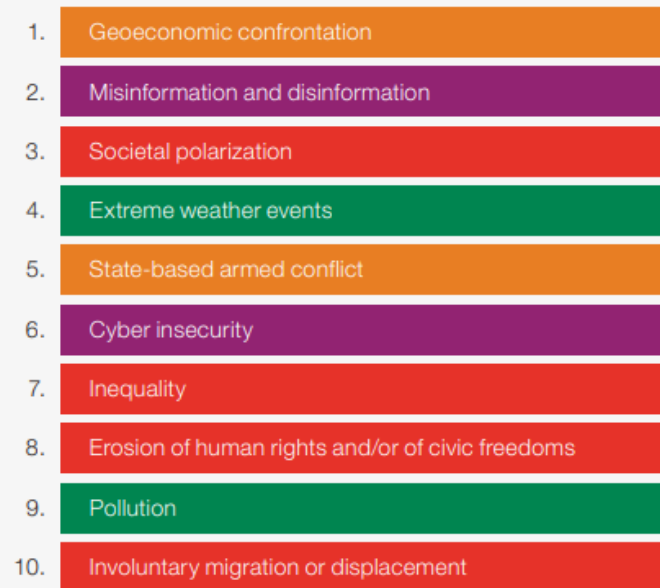 1. Geoeconomic confrontation
2. Misinformation and disinformation
3. Societal polarization
4. Extreme weather events
5. State-based armed conflict
6. Cyber insecurity
7. Inequality
8. Erosion of human rights and/or of civic freedoms
9. Pollution
10. Involuntary migration or displacement